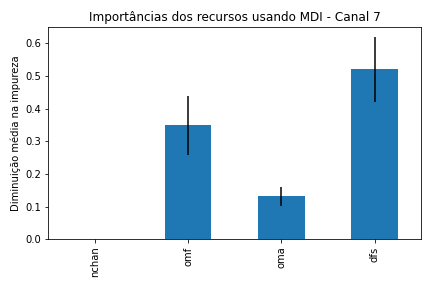 Importâncias dos recursos usando MDI - Canal 7
Diminuição média na impureza
0.6
0.5
0.4
0.3
0.2
0.1
0.0
nchan
omf
oma
dfs